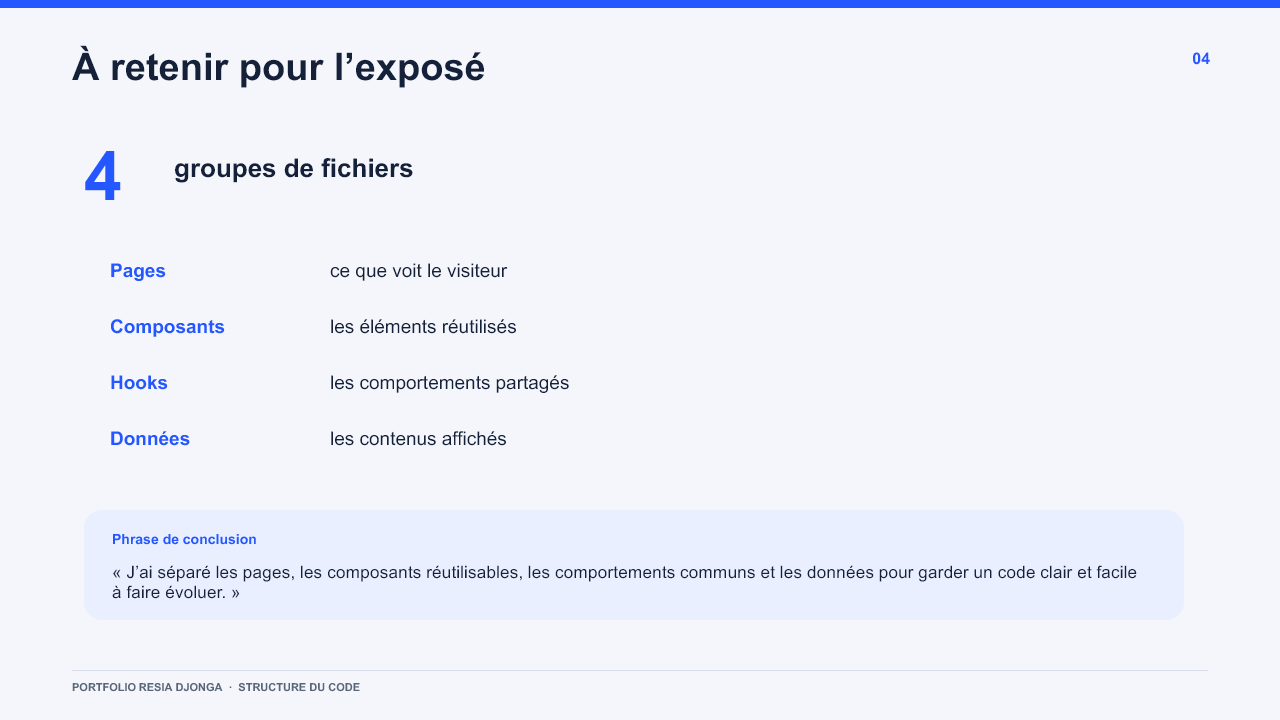 À retenir pour l’exposé
04
4 groupes de fichiers
Pages ce que voit le visiteur
Composants les éléments réutilisés
Hooks les comportements partagés
Données les contenus affichés
Phrase de conclusion
« J’ai séparé les pages, les composants réutilisables, les comportements communs et les données pour garder un code clair et facile
à faire évoluer. »
PORTFOLIO RESIA DJONGA · STRUCTURE DU CODE